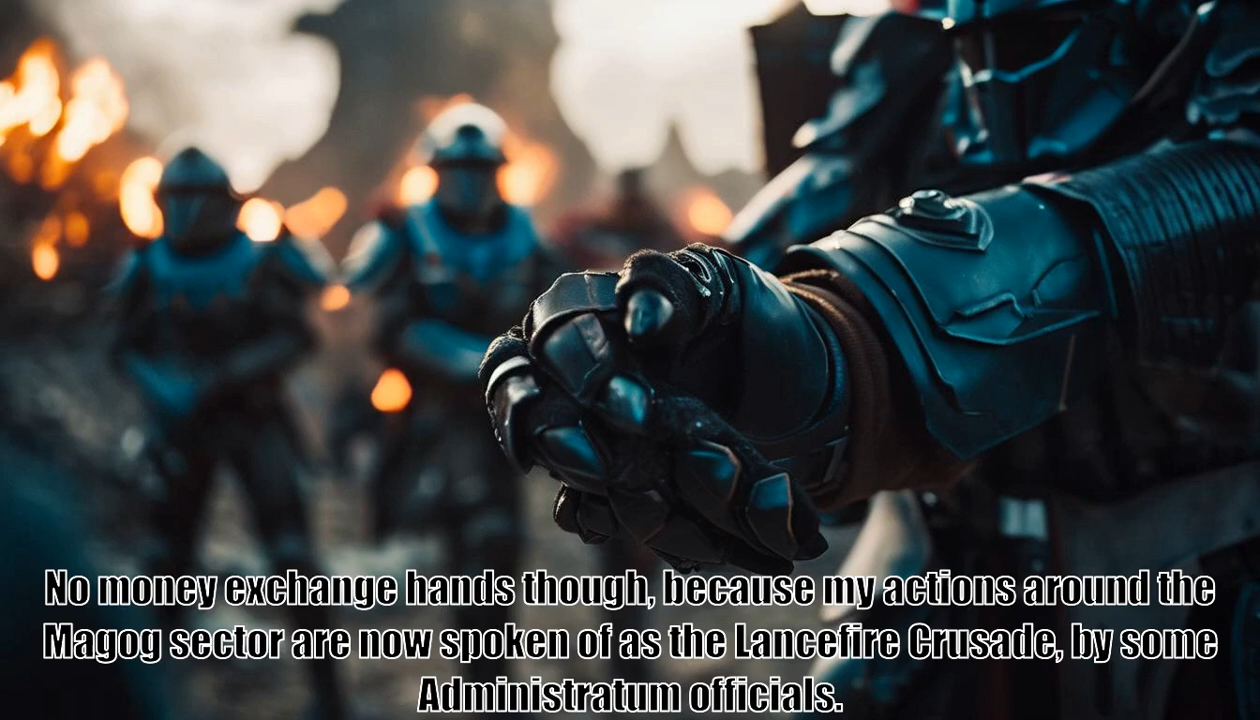 No money exchange hands though, because my actions around the
Magog sector are now spoken of as the Lancefire Crusade, by some
Administratum officials.